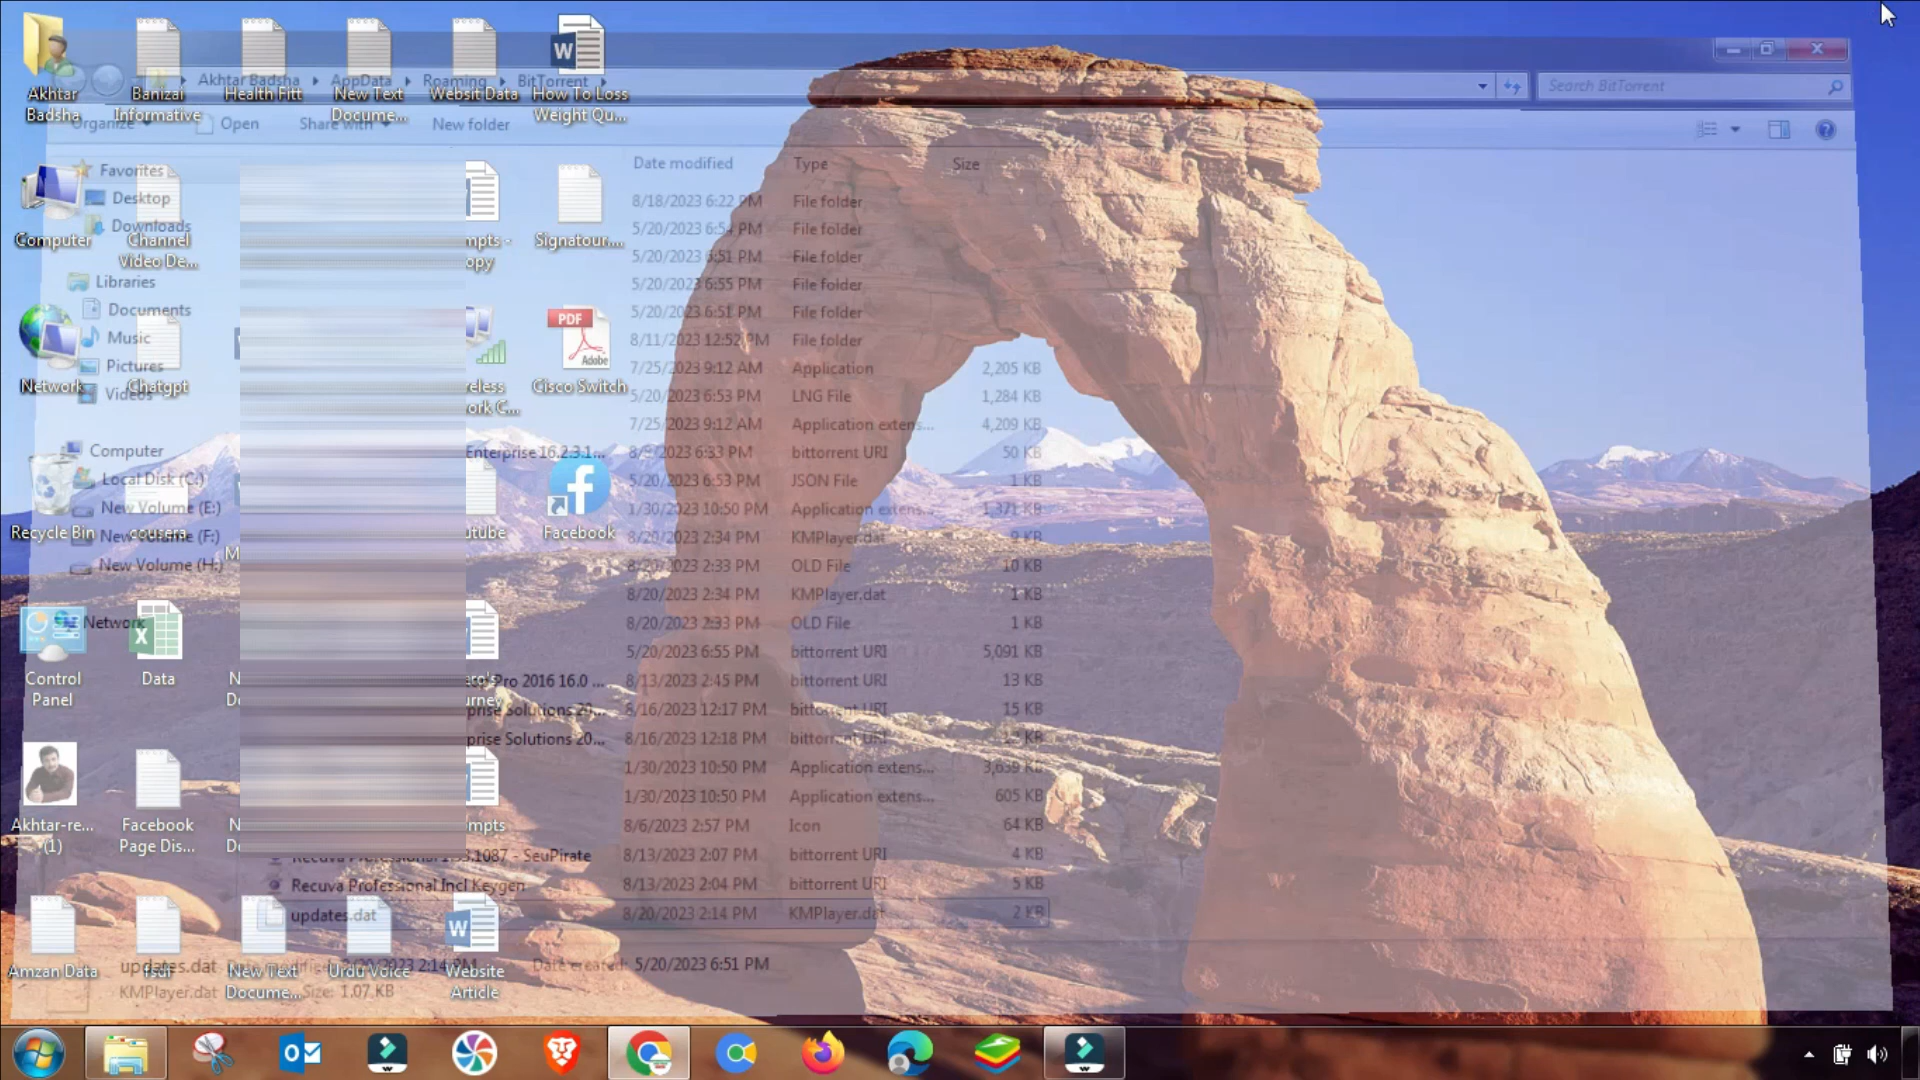 Akhtar Badsha
Banizai Informative
Health Fitt
New Text Docume...
Websit Data
How To Loss Weight Qu...
Akhtar Badsha
AppData
Roaming
BitTorrent
Search BitTorrent
Organize
Open
Share with
New folder
Favorites
Desktop
Downloads
Libraries
Documents
Music
Pictures
Videos
Computer
Local Disk (C:)
New Volume (E:)
New Volume (F:)
New Volume (H:)
Network
Computer
Channel Video De...
mpts -
opy
Signatour....
Network
Chatgpt
reless
ork C...
PDF
Adobe
Cisco Switch
Recycle Bin
cousera
M
utube
Facebook
Control Panel
Data
N
D
urney
Akhtar-re... (1)
Facebook Page Dis...
N
D
mpts
Amzan Data
fsdf
New Text Docume...
Urdu Voice
Website Article
Date modified Type Size
8/18/2023 6:22 PM File folder
5/20/2023 6:54 PM File folder
5/20/2023 6:51 PM File folder
5/20/2023 6:55 PM File folder
5/20/2023 6:51 PM File folder
8/11/2023 12:52 PM File folder
7/25/2023 9:12 AM Application 2,205 KB
5/20/2023 6:53 PM LNG File 1,284 KB
7/25/2023 9:12 AM Application extens... 4,209 KB
Enterprise 16.2.3.1... 6:33 PM bittorrent URI 50 KB
5/20/2023 6:53 PM JSON File 1 KB
1/30/2023 10:50 PM Application extens... 1,371 KB
8/20/2023 2:34 PM KMPlayer.dat 9 KB
8/20/2023 2:33 PM OLD File 10 KB
8/20/2023 2:34 PM KMPlayer.dat 1 KB
8/20/2023 2:33 PM OLD File 1 KB
5/20/2023 6:55 PM bittorrent URI 5,091 KB
Pro 2016 16.0 ... 8/13/2023 2:45 PM bittorrent URI 13 KB
prise Solutions 20... 8/16/2023 12:17 PM bittorrent URI 15 KB
prise Solutions 20... 8/16/2023 12:18 PM bittorrent URI KB
1/30/2023 10:50 PM Application extens... 3,639 KB
1/30/2023 10:50 PM Application extens... 605 KB
8/6/2023 2:57 PM Icon 64 KB
Recuva Professional 1.53.1087 - SeuPirate 8/13/2023 2:07 PM bittorrent URI 4 KB
Recuva Professional Incl Keygen 8/13/2023 2:04 PM bittorrent URI 5 KB
updates.dat 8/20/2023 2:14 PM KMPlayer.dat 2 KB
updates.dat 2:14 PM Date created: 5/20/2023 6:51 PM
KMPlayer.dat Size: 1.07 KB